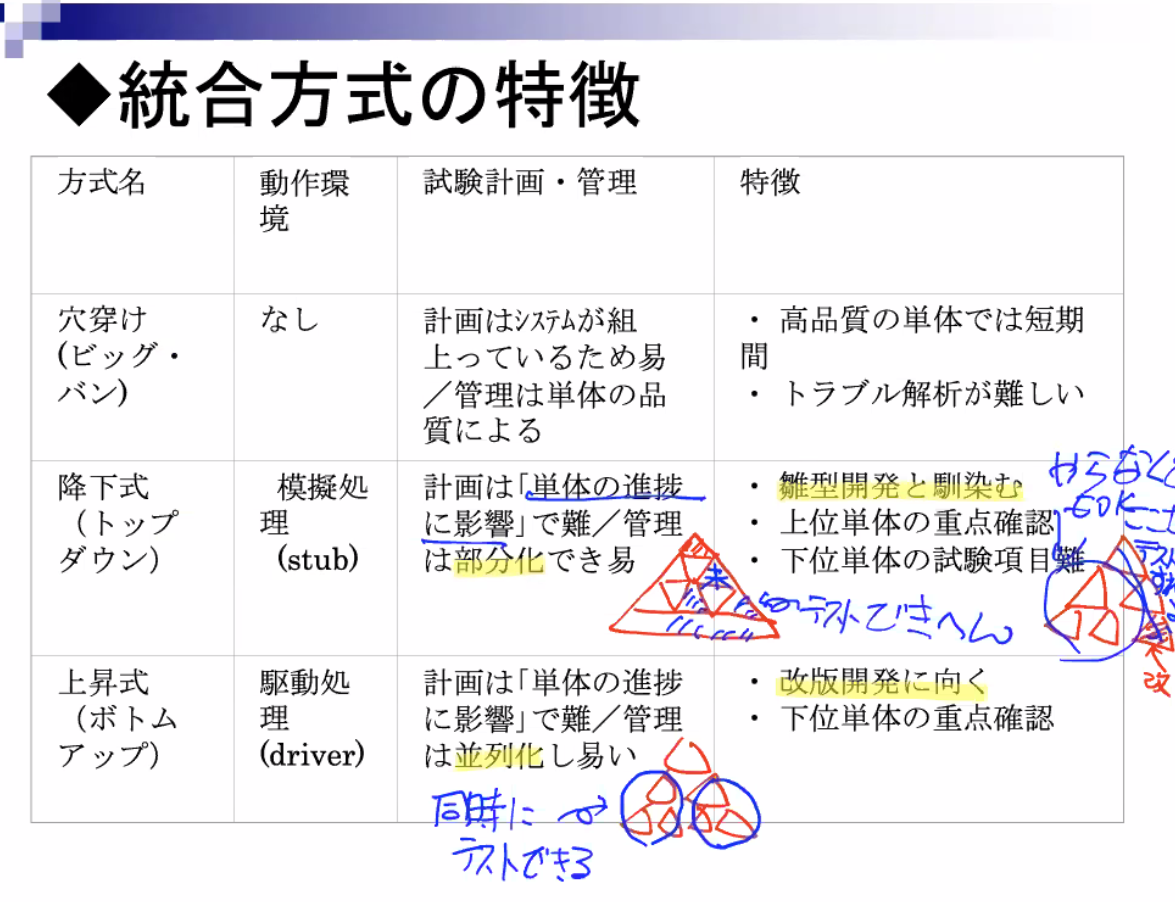 ◆統合方式の特徴
方式名
動作環
境
試験計画・管理
特徴
穴穿け
(ビッグ・
バン)
なし
計画はｼｽﾃﾑが組
上っているため易
／管理は単体の品
質による
・ 高品質の単体では短期
間
・ トラブル解析が難しい
降下式
（トップ
ダウン）
模擬処
理
(stub)
計画は｢単体の進捗
に影響｣で難／管理
は部分化でき易
・ 雛型開発と馴染む
・ 上位単体の重点確認
・ 下位単体の試験項目難
未
テストできへん
OK
ここ
テスト
すれ
改
上昇式
（ボトム
アップ）
駆動処
理
(driver)
計画は｢単体の進捗
に影響｣で難／管理
は並列化し易い
・ 改版開発に向く
・ 下位単体の重点確認
同時に
テストできる